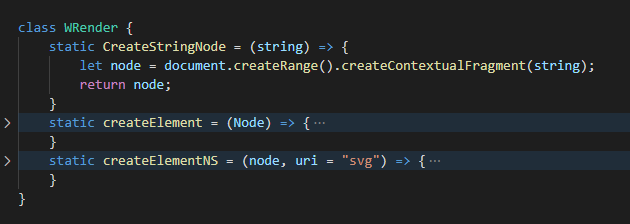 class WRender {
    static CreateStringNode = (string) => {
        let node = document.createRange().createContextualFragment(string);
        return node;
    }
    static createElement = (Node) => {···
    }
    static createElementNS = (node, uri = "svg") => {···
    }
}